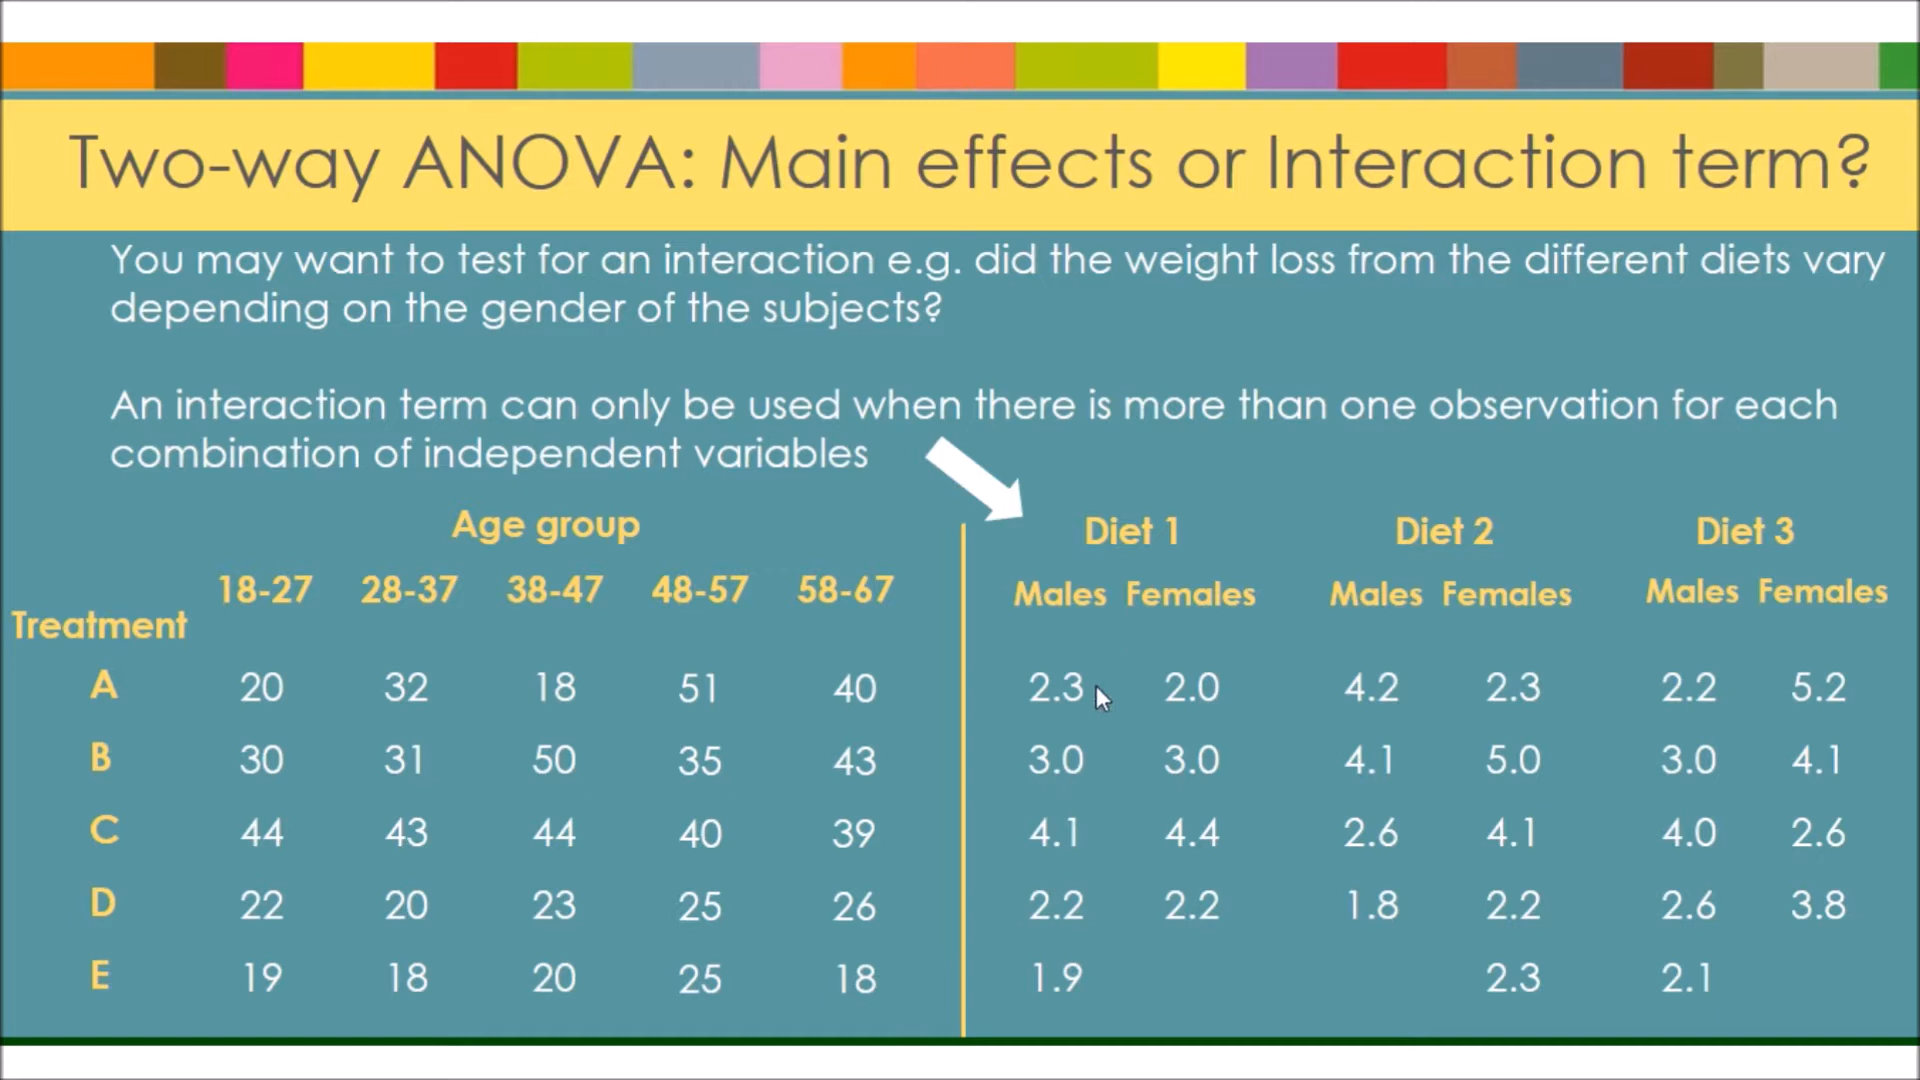 Two-way ANOVA: Main effects or Interaction term?
You may want to test for an interaction e.g. did the weight loss from the different diets vary
depending on the gender of the subjects?
An interaction term can only be used when there is more than one observation for each
combination of independent variables
Age group
18-27 28-37 38-47 48-57 58-67
Treatment
A 20 32 18 51 40
B 30 31 50 35 43
C 44 43 44 40 39
D 22 20 23 25 26
E 19 18 20 25 18
Diet 1 Diet 2 Diet 3
Males Females Males Females Males Females
2.3 2.0 4.2 2.3 2.2 5.2
3.0 3.0 4.1 5.0 3.0 4.1
4.1 4.4 2.6 4.1 4.0 2.6
2.2 2.2 1.8 2.2 2.6 3.8
1.9 2.3 2.1